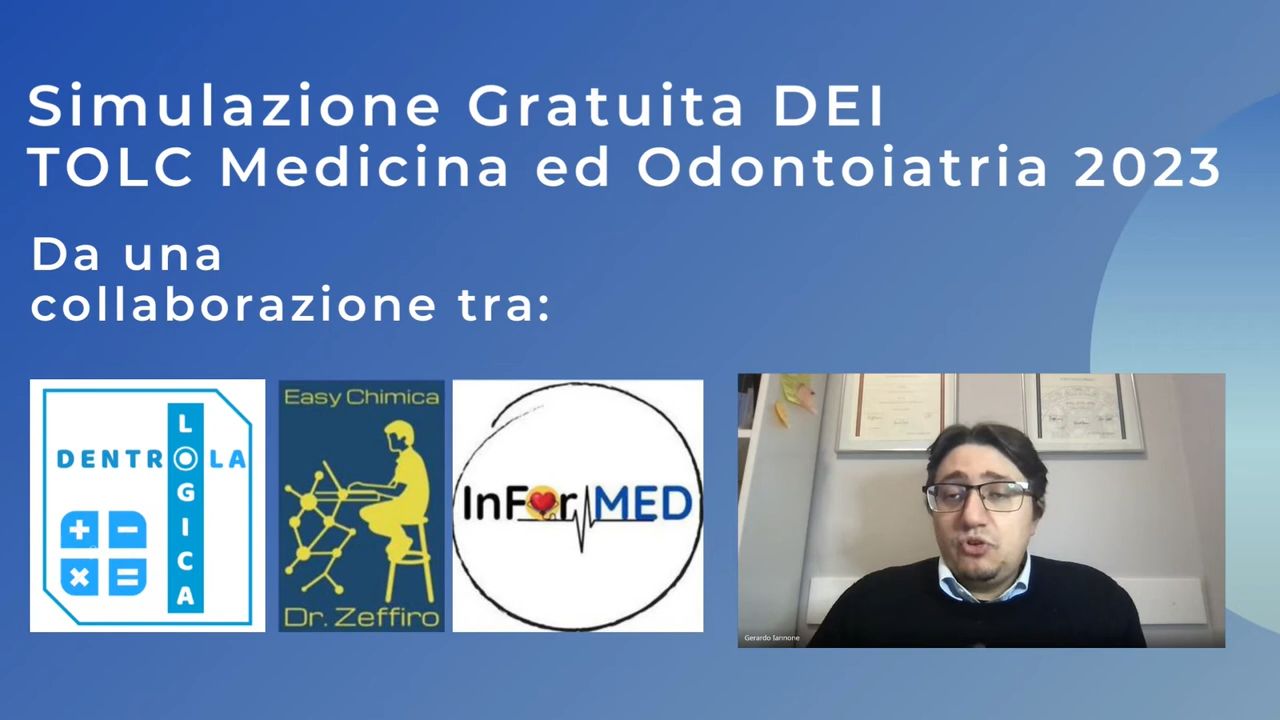 Simulazione Gratuita DEI
TOLC Medicina ed Odontoiatria 2023
Da una
collaborazione tra:
DENTRO LA
LOGICA
Easy Chimica
Dr. Zeffiro
InForMED
Gerardo Iannone